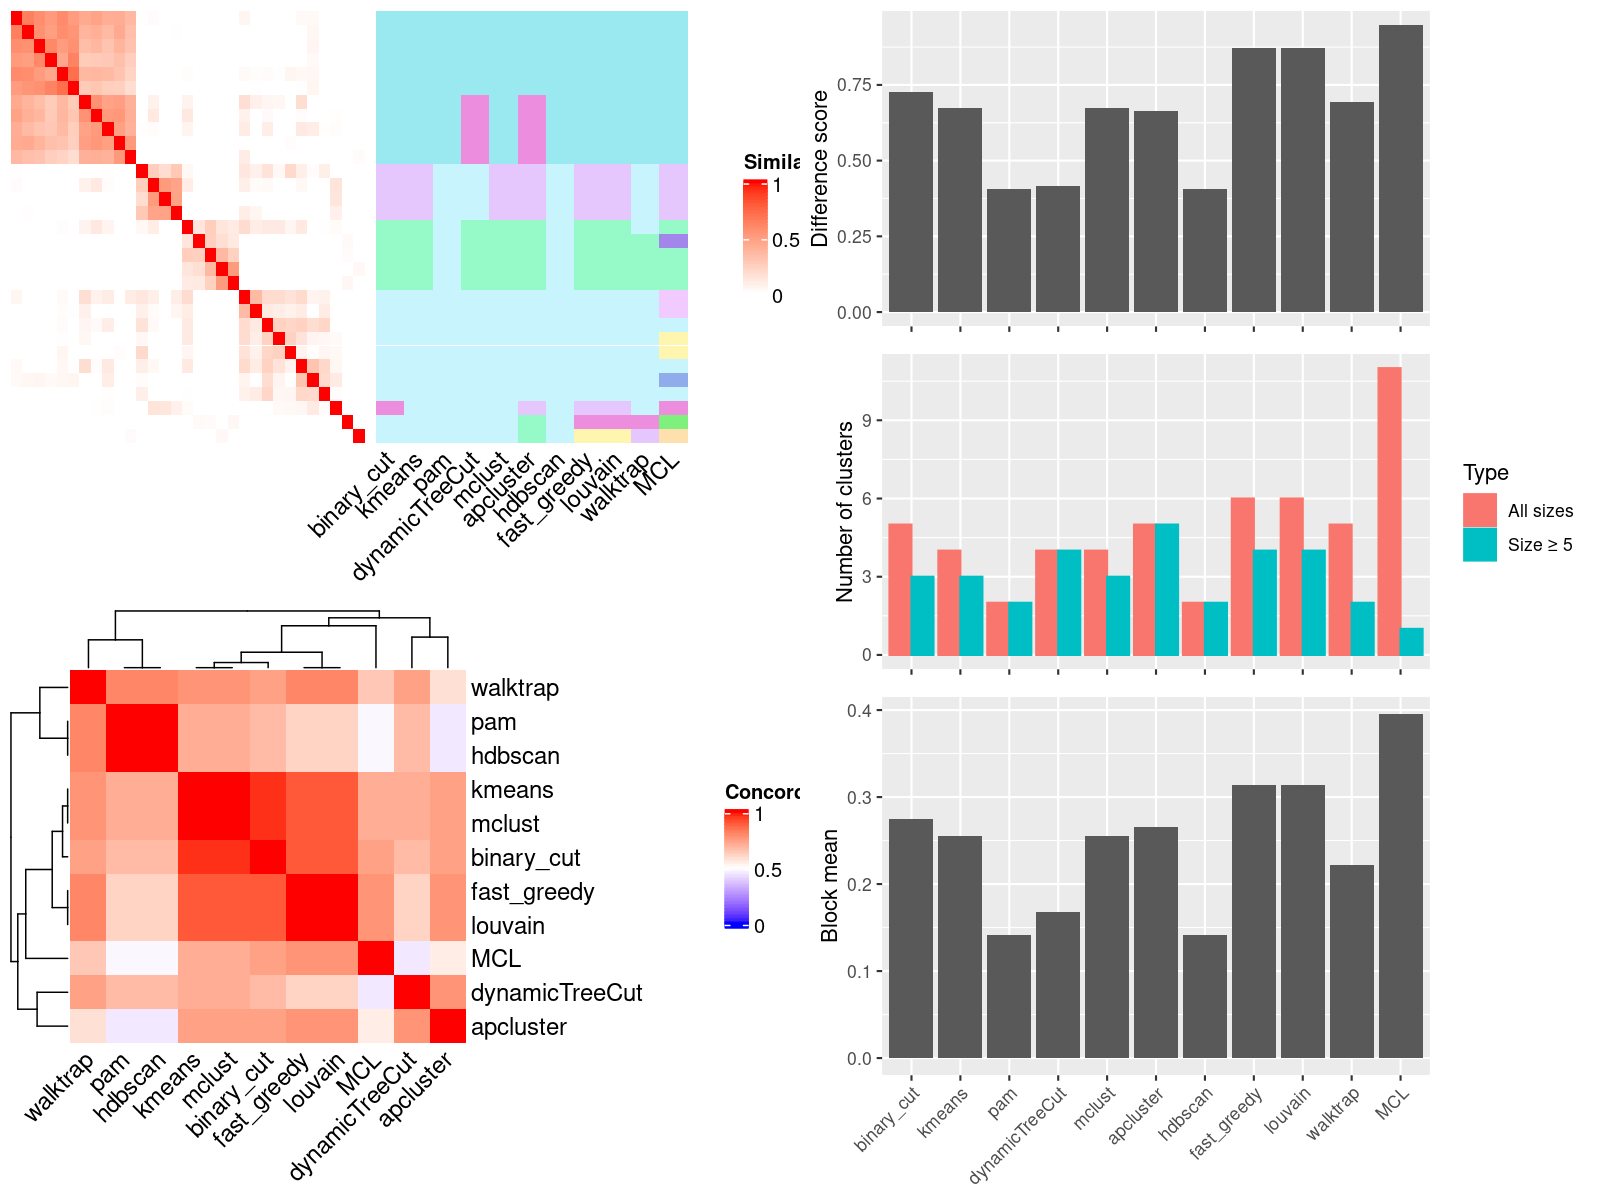 Simila
1
0.5
0
binary_cut
kmeans
pam
dynamicTreeCut
mclust
apcluster
hdbscan
fast_greedy
louvain
walktrap
MCL
walktrap
pam
hdbscan
kmeans
mclust
binary_cut
fast_greedy
louvain
MCL
dynamicTreeCut
apcluster
walktrap
pam
hdbscan
kmeans
mclust
binary_cut
fast_greedy
louvain
MCL
dynamicTreeCut
apcluster
Concord
1
0.5
0
Difference score
0.75
0.50
0.25
0.00
Number of clusters
9
6
3
0
Type
All sizes
Size ≥ 5
Block mean
0.4
0.3
0.2
0.1
0.0
binary_cut
kmeans
pam
dynamicTreeCut
mclust
apcluster
hdbscan
fast_greedy
louvain
walktrap
MCL